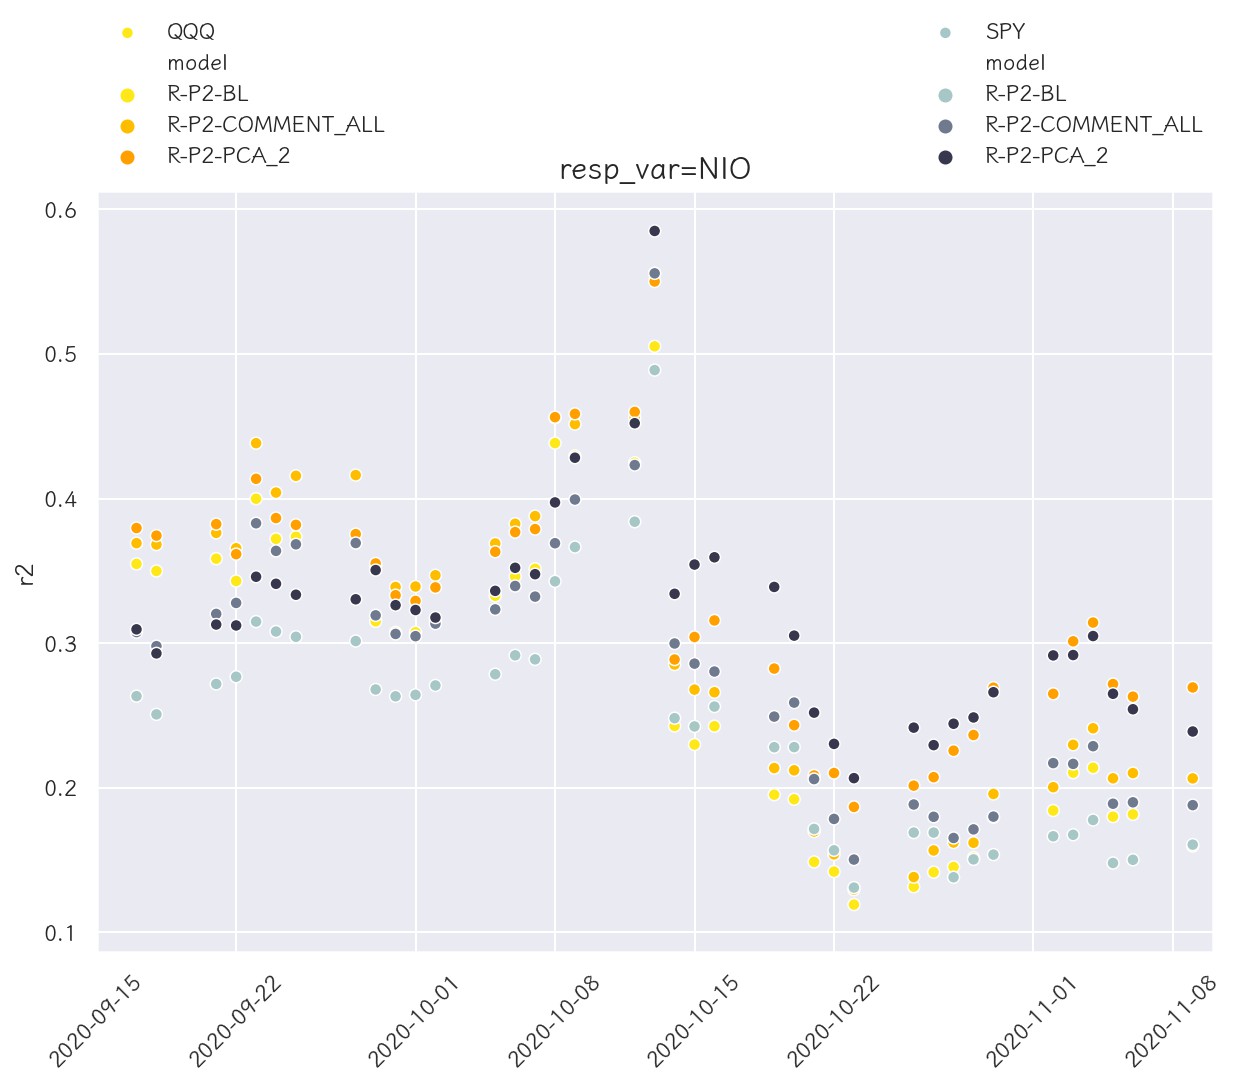 QQQ
model
R-P2-BL
R-P2-COMMENT_ALL
R-P2-PCA_2
SPY
model
R-P2-BL
R-P2-COMMENT_ALL
R-P2-PCA_2
resp_var=NIO
0.6
0.5
0.4
0.3
0.2
0.1
r2
2020-09-15
2020-09-22
2020-10-01
2020-10-08
2020-10-15
2020-10-22
2020-11-01
2020-11-08